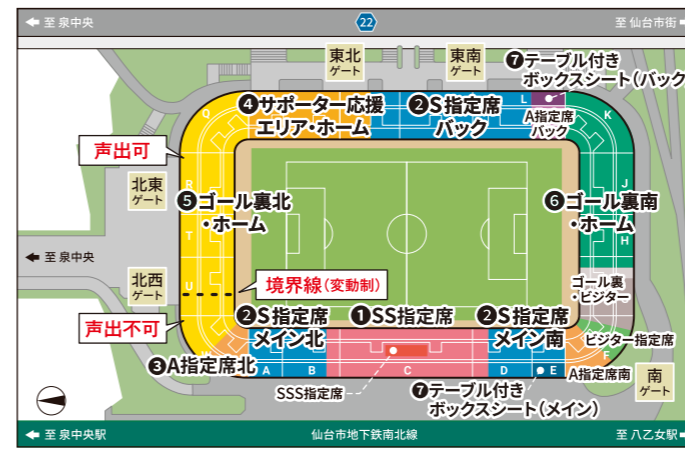 至 泉中央
22
至 仙台市街
東北
ゲート
東南
ゲート
❼テーブル付き
ボックスシート(バック)
❹サポーター応援
エリア・ホーム
❷S指定席
バック
L
A指定席
バック
K
Q
声出可
北東
ゲート
R
❺ゴール裏北
・ホーム
T
❻ゴール裏南
・ホーム
J
H
至 泉中央
北西
ゲート
U
境界線(変動制)
ゴール裏
・ビジター
声出不可
❷S指定席
メイン北
❶SS指定席
❷S指定席
メイン南
ビジター指定席
❸A指定席北
A
B
C
D
E
F
A指定席南
SSS指定席
❼テーブル付き
ボックスシート(メイン)
南
ゲート
至 泉中央駅
仙台市地下鉄南北線
至 八乙女駅